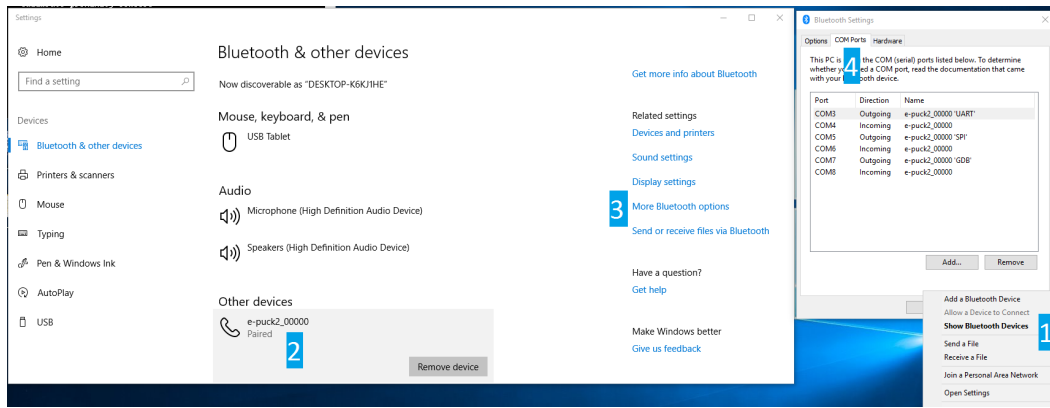 Settings
Home
Find a setting
Devices
Bluetooth & other devices
Printers & scanners
Mouse
Typing
Pen & Windows Ink
AutoPlay
USB
Bluetooth & other devices
Now discoverable as "DESKTOP-K6KJ1HE"
Mouse, keyboard, & pen
USB Tablet
Audio
Microphone (High Definition Audio Device)
Speakers (High Definition Audio Device)
Other devices
e-puck2_00000
Paired
2
Remove device
Get more info about Bluetooth
Related settings
Devices and printers
Sound settings
Display settings
3
More Bluetooth options
Send or receive files via Bluetooth
Have a question?
Get help
Make Windows better
Give us feedback
Bluetooth Settings
Options COM Ports Hardware
4
This PC is the COM (serial) ports listed below. To determine
whether ed a COM port, read the documentation that came
with your ooth device.
Port Direction Name
COM3 Outgoing e-puck2_00000 'UART'
COM4 Incoming e-puck2_00000
COM5 Outgoing e-puck2_00000 'SPI'
COM6 Incoming e-puck2_00000
COM7 Outgoing e-puck2_00000 'GDB'
COM8 Incoming e-puck2_00000
Add... Remove
Add a Bluetooth Device
Allow a Device to Connect
Show Bluetooth Devices
1
Send a File
Receive a File
Join a Personal Area Network
Open Settings